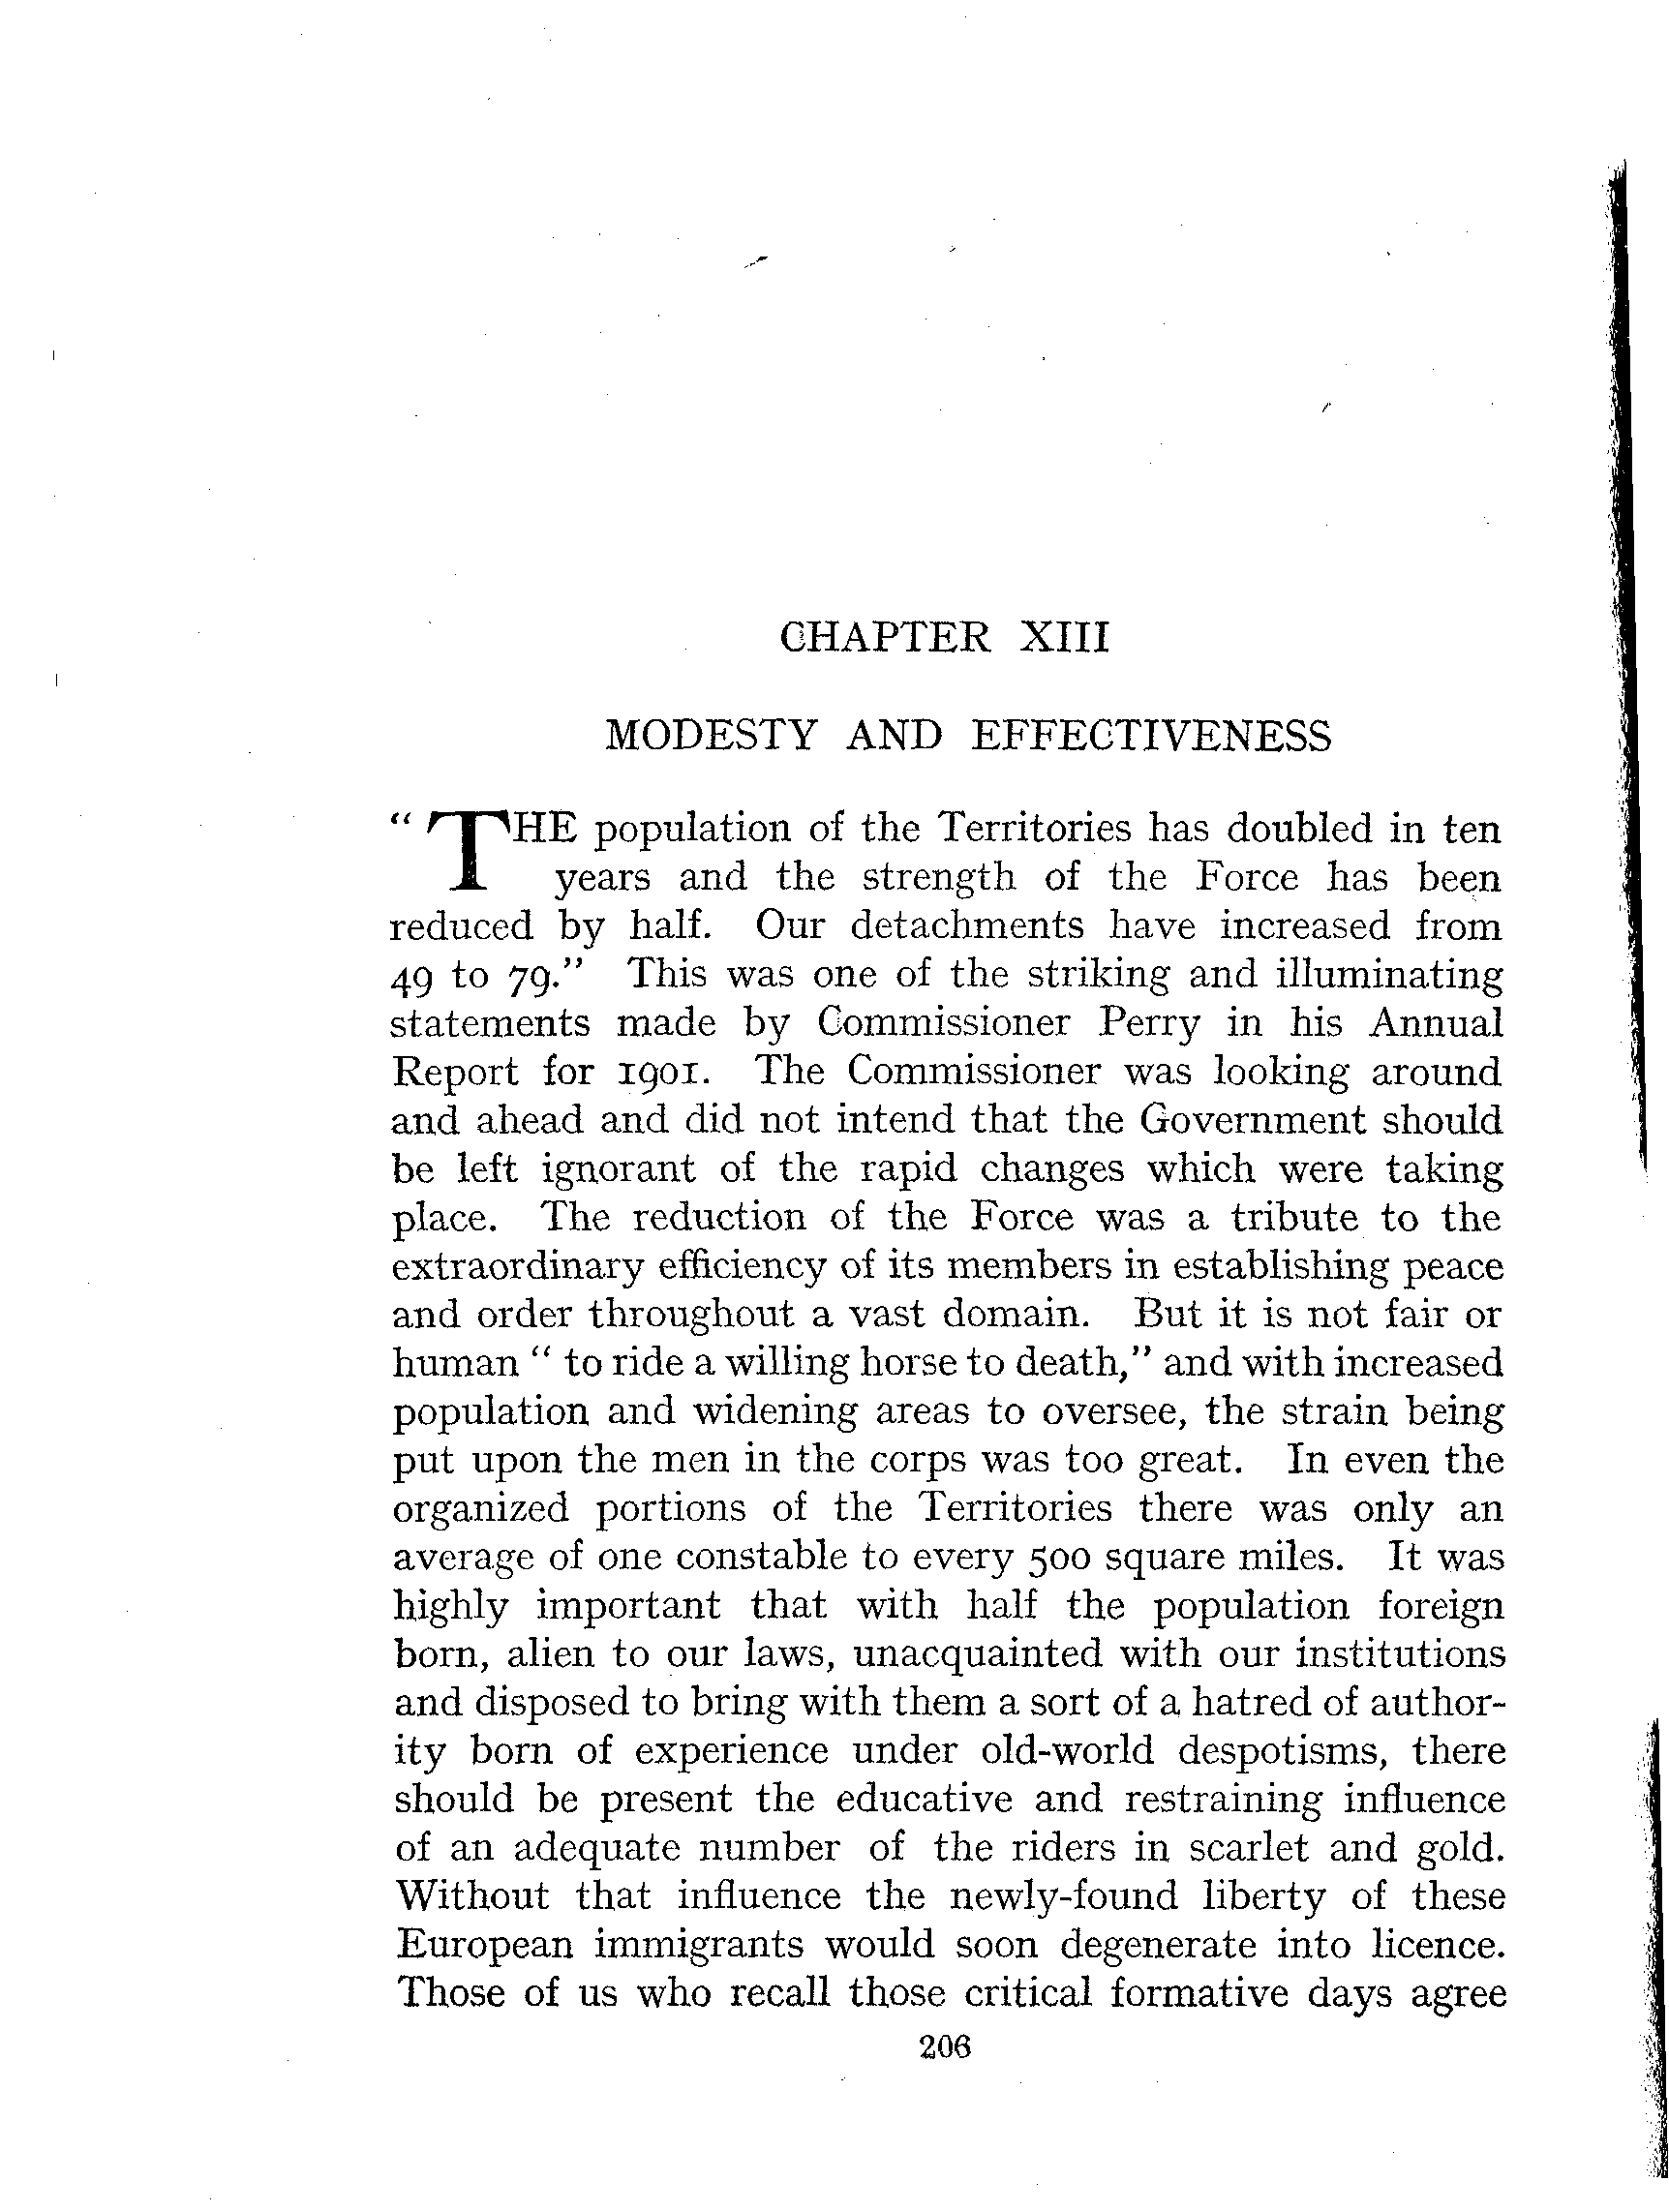 CHAPTER XIII
MODESTY AND EFFECTIVENESS
“ THE population of the Territories has doubled in ten
years and the strength of the Force has been
reduced by half. Our detachments have increased from
49 to 79.” This was one of the striking and illuminating
statements made by Commissioner Perry in his Annual
Report for 1901. The Commissioner was looking around
and ahead and did not intend that the Government should
be left ignorant of the rapid changes which were taking
place. The reduction of the Force was a tribute to the
extraordinary efficiency of its members in establishing peace
and order throughout a vast domain. But it is not fair or
human “ to ride a willing horse to death,” and with increased
population and widening areas to oversee, the strain being
put upon the men in the corps was too great. In even the
organized portions of the Territories there was only an
average of one constable to every 500 square miles. It was
highly important that with half the population foreign
born, alien to our laws, unacquainted with our institutions
and disposed to bring with them a sort of a hatred of author-
ity born of experience under old-world despotisms, there
should be present the educative and restraining influence
of an adequate number of the riders in scarlet and gold.
Without that influence the newly-found liberty of these
European immigrants would soon degenerate into licence.
Those of us who recall those critical formative days agree
206